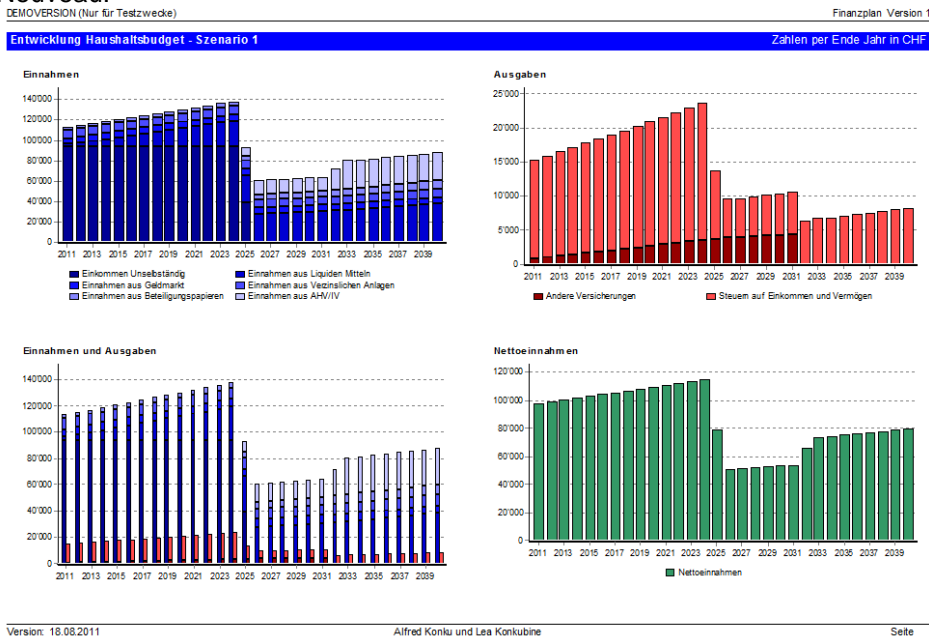 DEMOVERSION (Nur für Testzwecke) Finanzplan Version 1
Entwicklung Haushaltsbudget - Szenario 1 Zahlen per Ende Jahr in CHF
Einnahmen
140'000
120'000
100'000
80'000
60'000
40'000
20'000
0
2011 2013 2015 2017 2019 2021 2023 2025 2027 2029 2031 2033 2035 2037 2039
Einkommen Unselbständig Einnahmen aus Liquiden Mitteln
Einnahmen aus Geldmarkt Einnahmen aus Verzinslichen Anlagen
Einnahmen aus Beteiligungspapieren Einnahmen aus AHV/IV
Ausgaben
25'000
20'000
15'000
10'000
5'000
0
2011 2013 2015 2017 2019 2021 2023 2025 2027 2029 2031 2033 2035 2037 2039
Andere Versicherungen Steuern auf Einkommen und Vermögen
Einnahmen und Ausgaben
140'000
120'000
100'000
80'000
60'000
40'000
20'000
0
2011 2013 2015 2017 2019 2021 2023 2025 2027 2029 2031 2033 2035 2037 2039
Nettoeinnahmen
120'000
100'000
80'000
60'000
40'000
20'000
0
2011 2013 2015 2017 2019 2021 2023 2025 2027 2029 2031 2033 2035 2037 2039
Nettoeinnahmen
Version: 18.08.2011 Alfred Konku und Lea Konkubine Seite